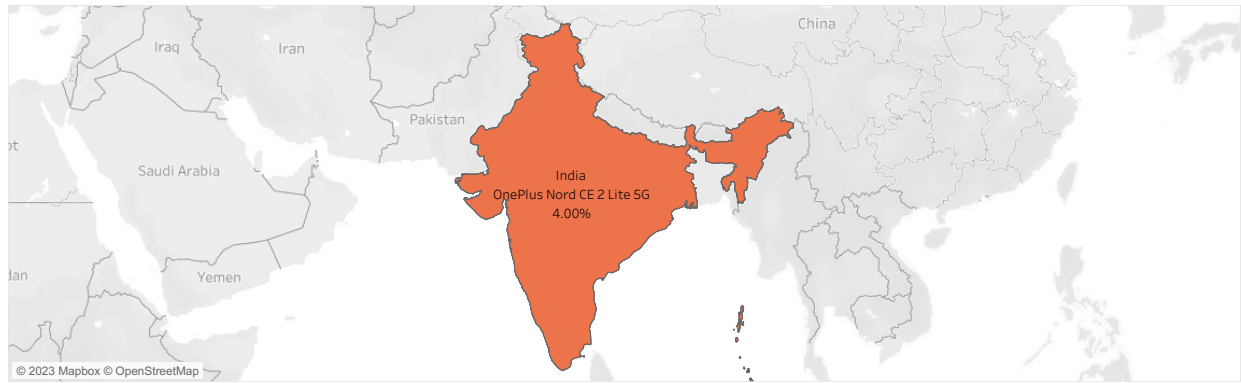 China
Iraq
Iran
Pakistan
pt
Saudi Arabia
India
OnePlus Nord CE 2 Lite 5G
4.00%
dan
Yemen
© 2023 Mapbox © OpenStreetMap